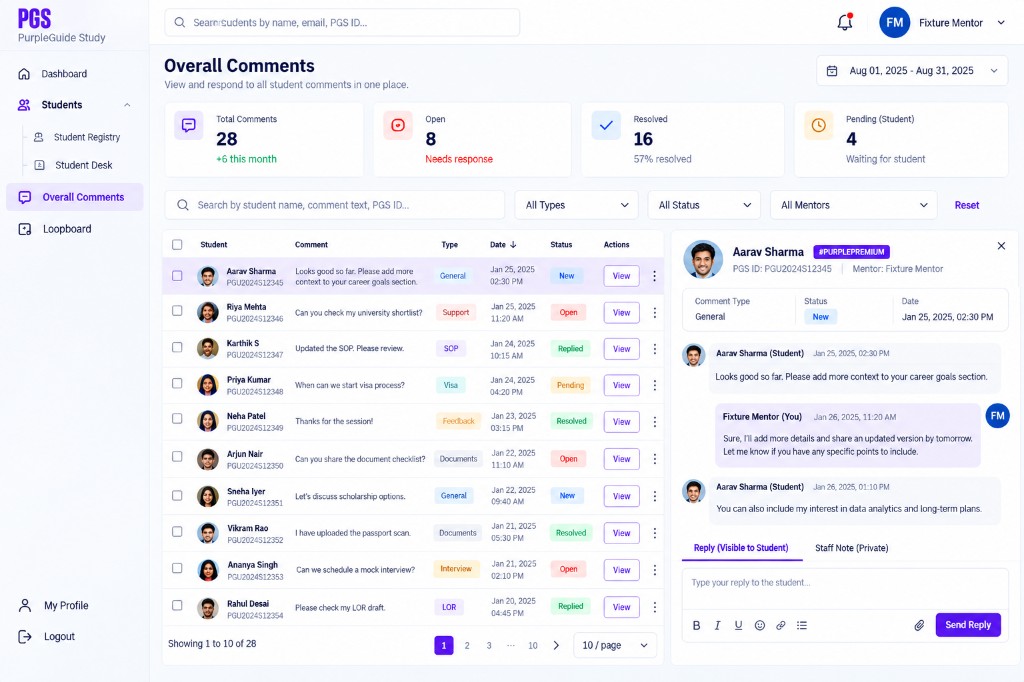 PGS
PurpleGuide Study
Dashboard
Students
Student Registry
Student Desk
Overall Comments
Loopboard
My Profile
Logout
Search students by name, email, PGS ID...
FM
Fixture Mentor
Overall Comments
View and respond to all student comments in one place.
Aug 01, 2025 - Aug 31, 2025
Total Comments
28
+6 this month
Open
8
Needs response
Resolved
16
57% resolved
Pending (Student)
4
Waiting for student
Search by student name, comment text, PGS ID...
All Types
All Status
All Mentors
Reset
Student Comment Type Date ↓ Status Actions
Aarav Sharma
PGU2024S12345
Looks good so far. Please add more
context to your career goals section.
General
Jan 25, 2025
02:30 PM
New
View
Riya Mehta
PGU2024S12346
Can you check my university shortlist?
Support
Jan 25, 2025
11:20 AM
Open
View
Karthik S
PGU2024S12347
Updated the SOP. Please review.
SOP
Jan 24, 2025
10:15 AM
Replied
View
Priya Kumar
PGU2024S12348
When can we start visa process?
Visa
Jan 24, 2025
04:20 PM
Pending
View
Neha Patel
PGU2024S12349
Thanks for the session!
Feedback
Jan 23, 2025
03:15 PM
Resolved
View
Arjun Nair
PGU2024S12350
Can you share the document checklist?
Documents
Jan 22, 2025
11:10 AM
Open
View
Sneha Iyer
PGU2024S12351
Let's discuss scholarship options.
General
Jan 22, 2025
09:40 AM
New
View
Vikram Rao
PGU2024S12352
I have uploaded the passport scan.
Documents
Jan 21, 2025
05:30 PM
Resolved
View
Ananya Singh
PGU2024S12353
Can we schedule a mock interview?
Interview
Jan 21, 2025
02:10 PM
Open
View
Rahul Desai
PGU2024S12354
Please check my LOR draft.
LOR
Jan 20, 2025
04:45 PM
Replied
View
Showing 1 to 10 of 28
1 2 3 ... 10
10 / page
Aarav Sharma
#PURPLEPREMIUM
PGS ID: PGU2024S12345 | Mentor: Fixture Mentor
Comment Type
General
Status
New
Date
Jan 25, 2025, 02:30 PM
Aarav Sharma (Student) Jan 25, 2025, 02:30 PM
Looks good so far. Please add more context to your career goals section.
Fixture Mentor (You) Jan 26, 2025, 11:20 AM
Sure, I'll add more details and share an updated version by tomorrow.
Let me know if you have any specific points to include.
FM
Aarav Sharma (Student) Jan 26, 2025, 01:10 PM
You can also include my interest in data analytics and long-term plans.
Reply (Visible to Student)
Staff Note (Private)
Type your reply to the student...
B I U
Send Reply